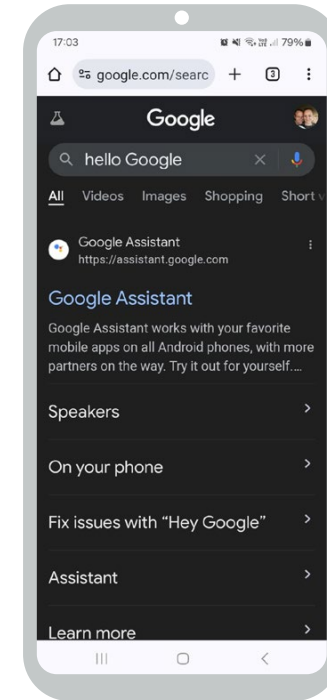 17:03 79%
google.com/searc 3
Google
hello Google
All Videos Images Shopping Short v
Google Assistant
https://assistant.google.com
Google Assistant
Google Assistant works with your favorite
mobile apps on all Android phones, with more
partners on the way. Try it out for yourself....
Speakers
On your phone
Fix issues with “Hey Google”
Assistant
Learn more